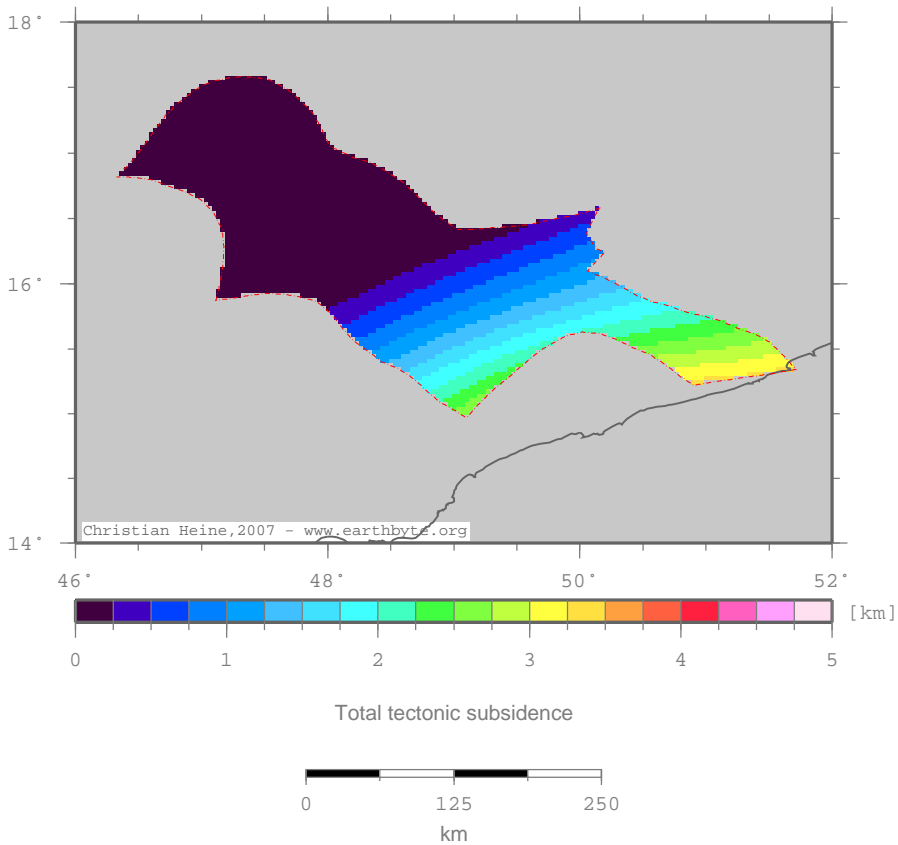 18°
16°
14°
Christian Heine,2007 - www.earthbyte.org
46° 48° 50° 52°
[km]
0 1 2 3 4 5
Total tectonic subsidence
0 125 250
km